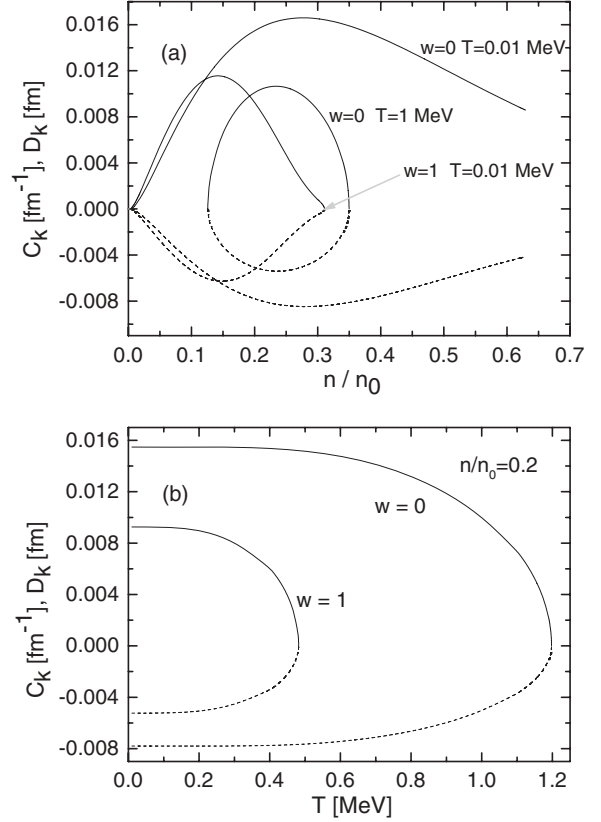 (a)
w=0 T=0.01 MeV
w=0 T=1 MeV
w=1 T=0.01 MeV
0.016
0.012
0.008
0.004
0.000
-0.004
-0.008
C_k [fm^-1], D_k [fm]
0.0 0.1 0.2 0.3 0.4 0.5 0.6 0.7
n / n_0
(b)
n/n_0=0.2
w = 0
w = 1
0.016
0.012
0.008
0.004
0.000
-0.004
-0.008
C_k [fm^-1], D_k [fm]
0.0 0.2 0.4 0.6 0.8 1.0 1.2
T [MeV]